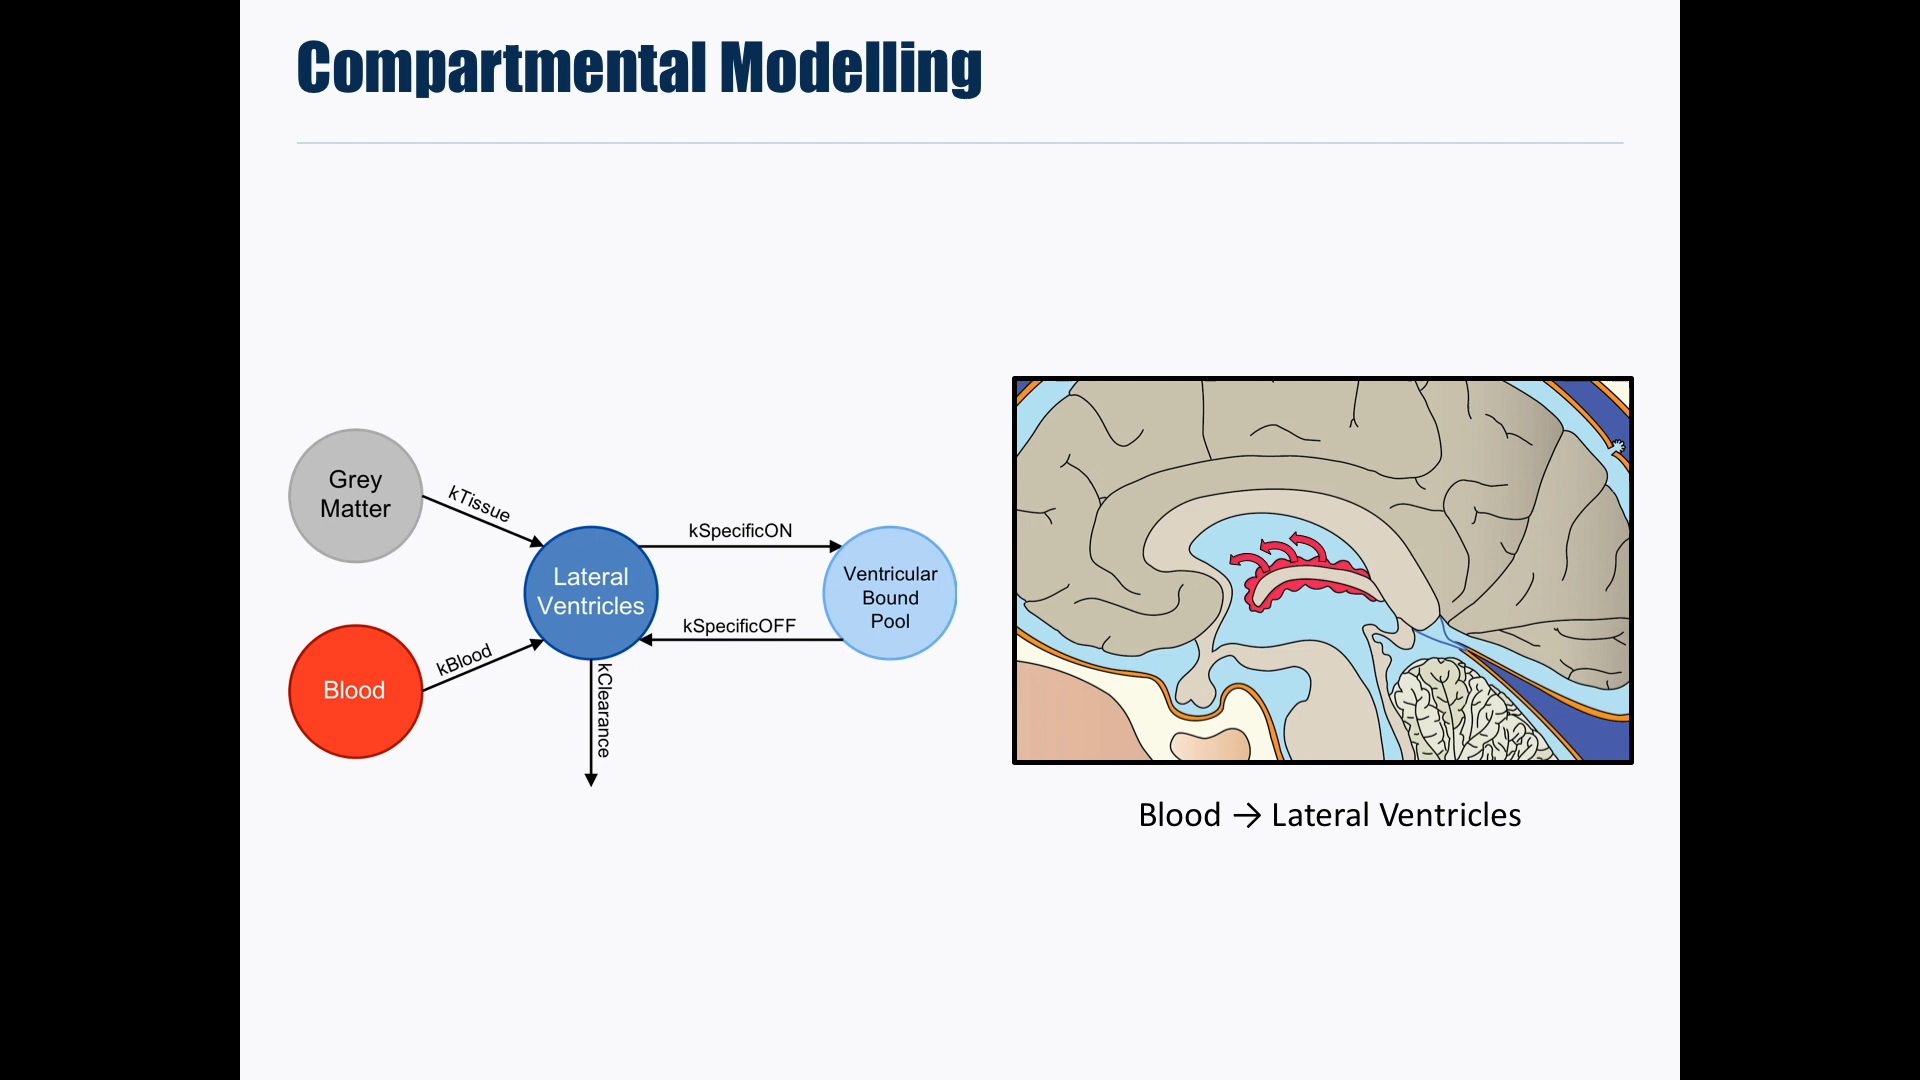 Compartmental Modelling
Grey
Matter
kTissue
Blood
kBlood
Lateral
Ventricles
kSpecificON
kSpecificOFF
kClearance
Ventricular
Bound
Pool
Blood → Lateral Ventricles